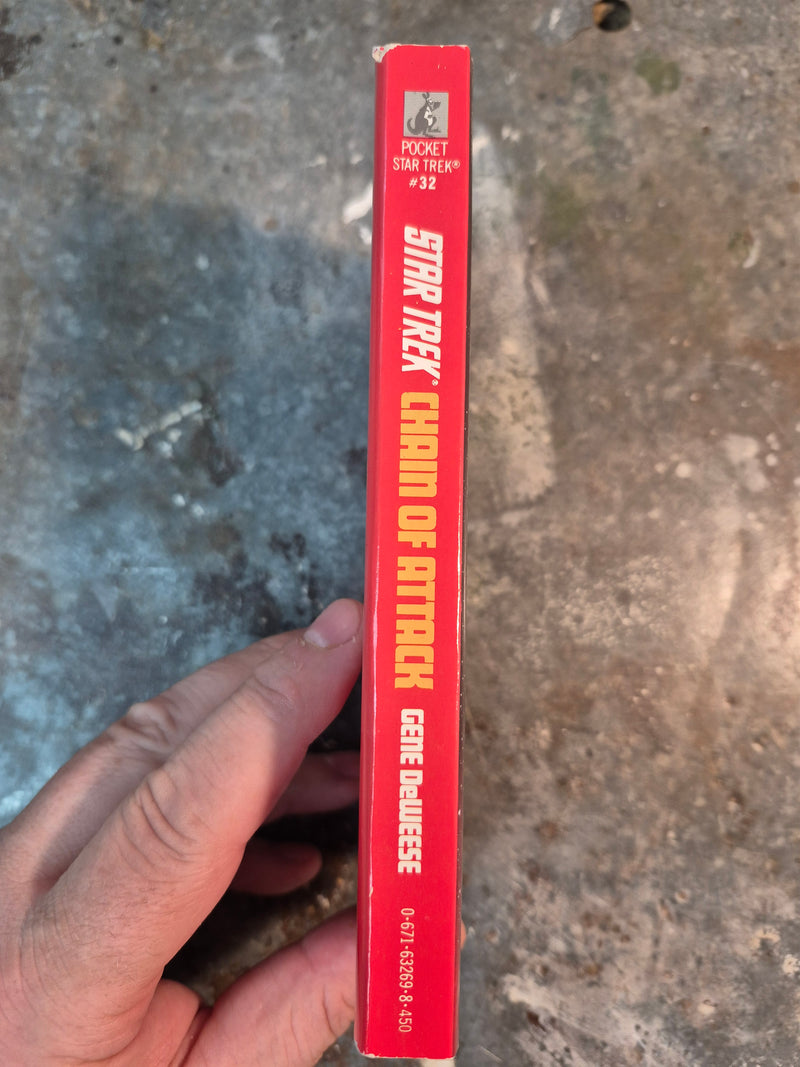 POCKET
STAR TREK®
#32
STAR TREK® CHAIN OF ATTACK GENE DeWEESE 0-671-63269-8-450